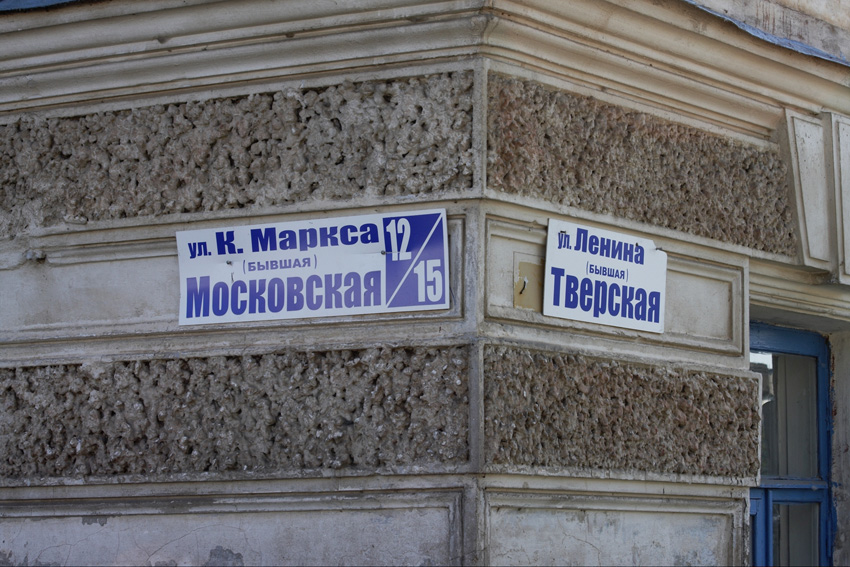 ул. К. Маркса 12/15
(БЫВШАЯ)
Московская
ул. Ленина
(БЫВШАЯ)
Тверская